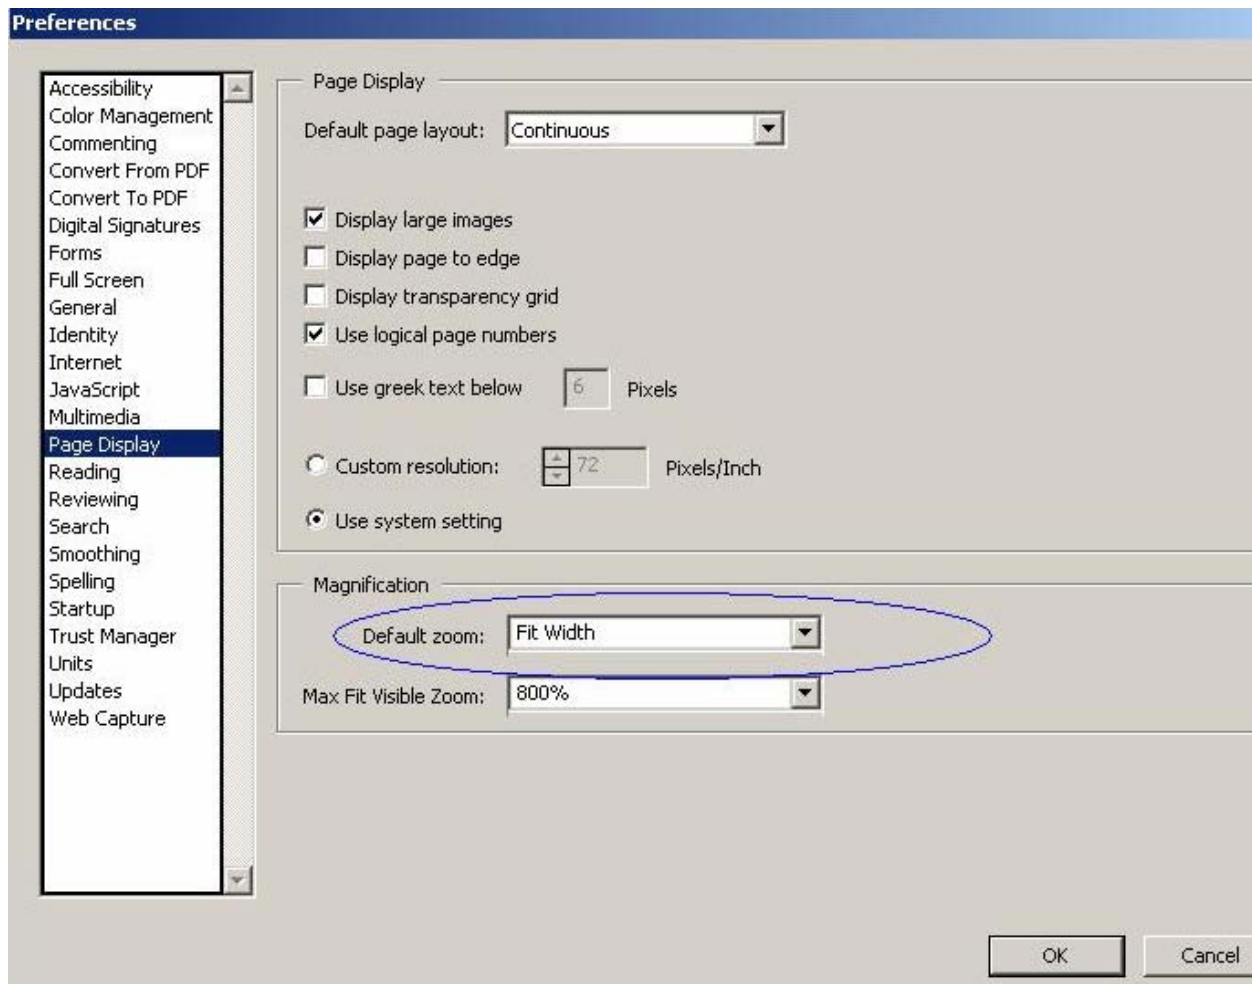 Preferences
Accessibility
Color Management
Commenting
Convert From PDF
Convert To PDF
Digital Signatures
Forms
Full Screen
General
Identity
Internet
JavaScript
Multimedia
Page Display
Reading
Reviewing
Search
Smoothing
Spelling
Startup
Trust Manager
Units
Updates
Web Capture
Page Display
Default page layout: Continuous
Display large images
Display page to edge
Display transparency grid
Use logical page numbers
Use greek text below 6 Pixels
Custom resolution: 72 Pixels/Inch
Use system setting
Magnification
Default zoom: Fit Width
Max Fit Visible Zoom: 800%
OK Cancel